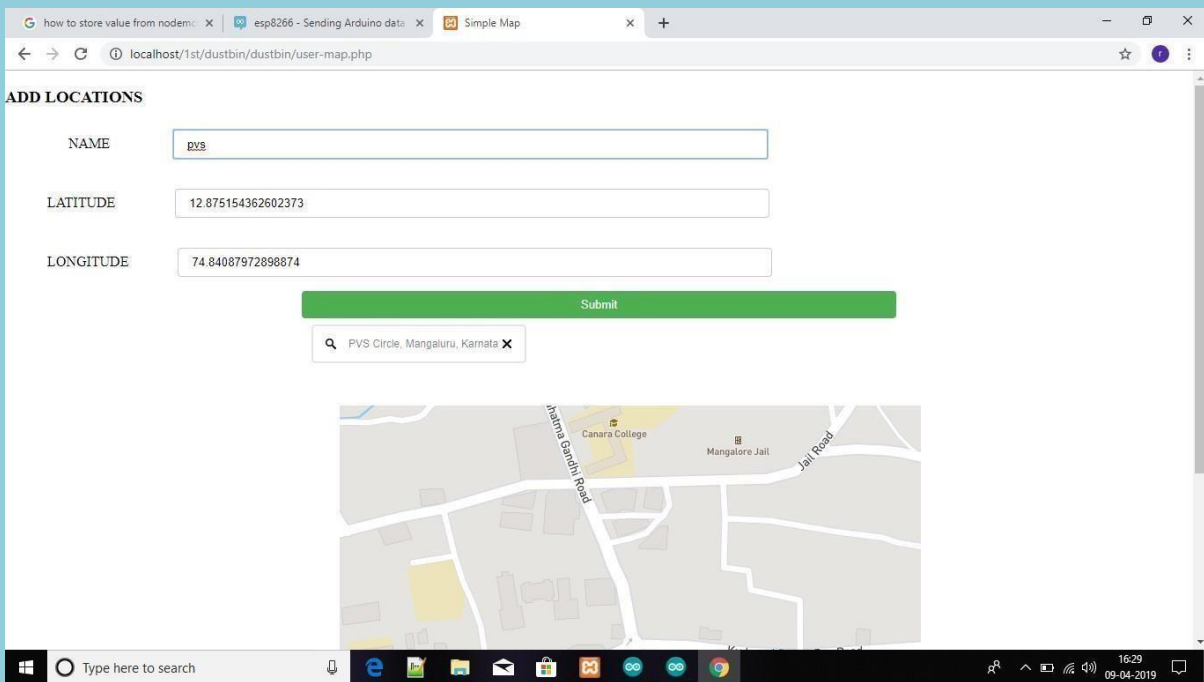 how to store value from nodemc
esp8266 - Sending Arduino data
Simple Map
localhost/1st/dustbin/dustbin/user-map.php
r
ADD LOCATIONS
NAME
pvs
LATITUDE
12.875154362602373
LONGITUDE
74.84087972898874
Submit
PVS Circle, Mangaluru, Karnata
hatma Gandhi Road
Canara College
Mangalore Jail
Jail Road
Type here to search
16:29
09-04-2019